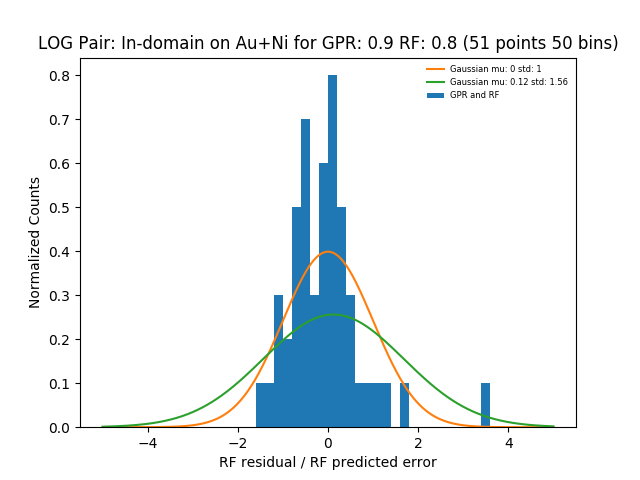 LOG Pair: In-domain on Au+Ni for GPR: 0.9 RF: 0.8 (51 points 50 bins)
Gaussian mu: 0 std: 1
Gaussian mu: 0.12 std: 1.56
GPR and RF
Normalized Counts
0.8
0.7
0.6
0.5
0.4
0.3
0.2
0.1
0.0
−4 −2 0 2 4
RF residual / RF predicted error